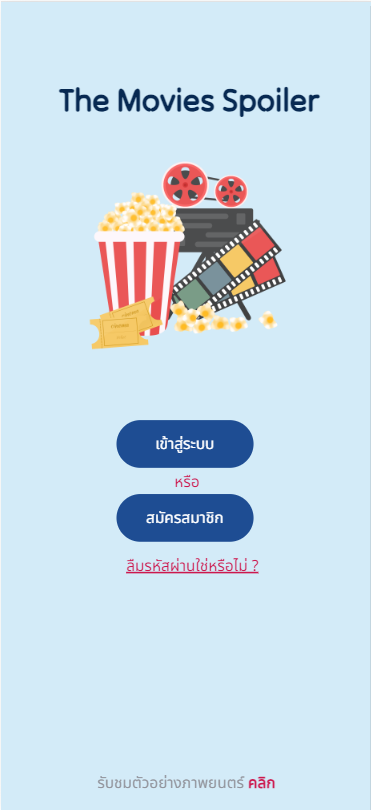 The Movies Spoiler
เข้าสู่ระบบ
หรือ
สมัครสมาชิก
ลืมรหัสผ่านใช่หรือไม่ ?
รับชมตัวอย่างภาพยนตร์ คลิก